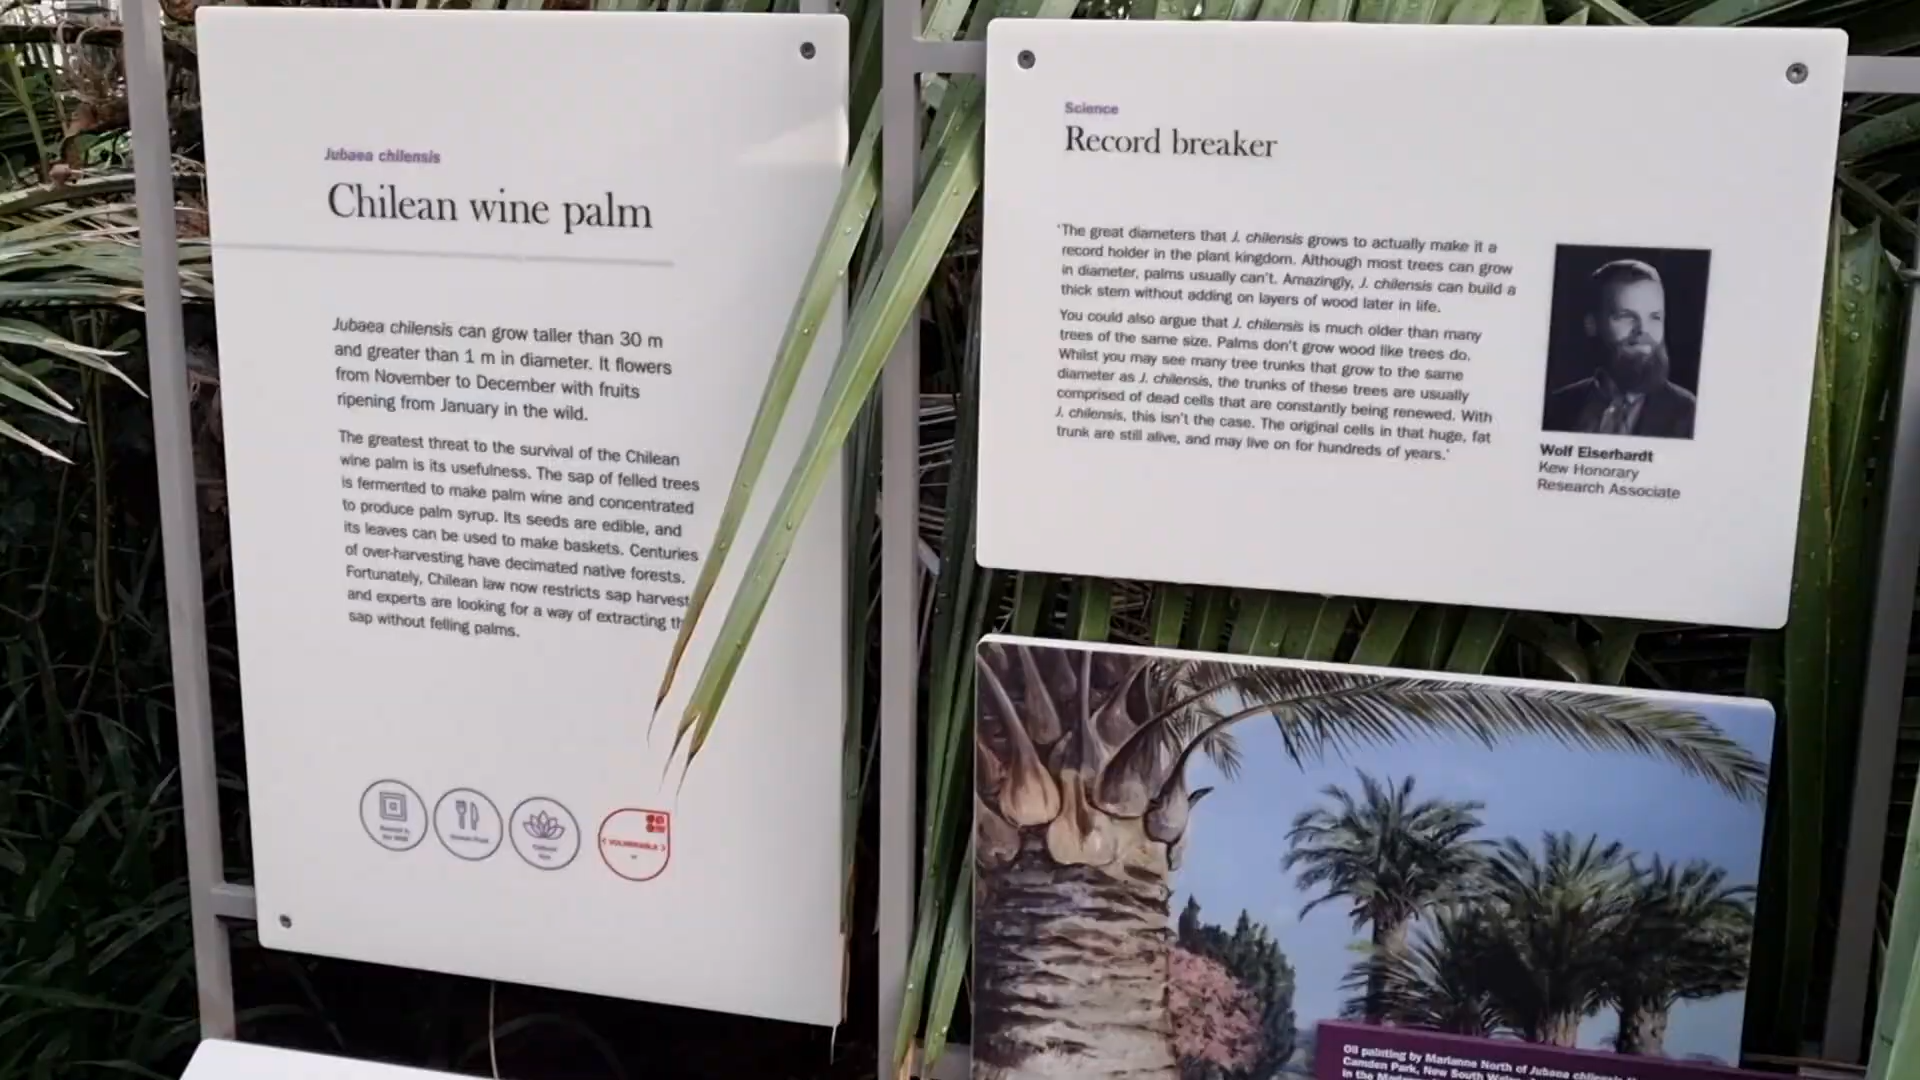 Jubaea chilensis
Chilean wine palm
Jubaea chilensis can grow taller than 30 m
and greater than 1 m in diameter. It flowers
from November to December with fruits
ripening from January in the wild.
The greatest threat to the survival of the Chilean
wine palm is its usefulness. The sap of felled trees
is fermented to make palm wine and concentrated
to produce palm syrup. Its seeds are edible, and
its leaves can be used to make baskets. Centuries
of over-harvesting have decimated native forests.
Fortunately, Chilean law now restricts sap harvest
and experts are looking for a way of extracting th
sap without felling palms.
VULNERABLE
Science
Record breaker
'The great diameters that J. chilensis grows to actually make it a
record holder in the plant kingdom. Although most trees can grow
in diameter, palms usually can't. Amazingly, J. chilensis can build a
thick stem without adding on layers of wood later in life.
You could also argue that J. chilensis is much older than many
trees of the same size. Palms don't grow wood like trees do.
Whilst you may see many tree trunks that grow to the same
diameter as J. chilensis, the trunks of these trees are usually
comprised of dead cells that are constantly being renewed. With
J. chilensis, this isn't the case. The original cells in that huge, fat
trunk are still alive, and may live on for hundreds of years.'
Wolf Eiserhardt
Kew Honorary
Research Associate
Oil painting by Marianne North of Jubaea chilensis
Camden Park, New South Wales
in the